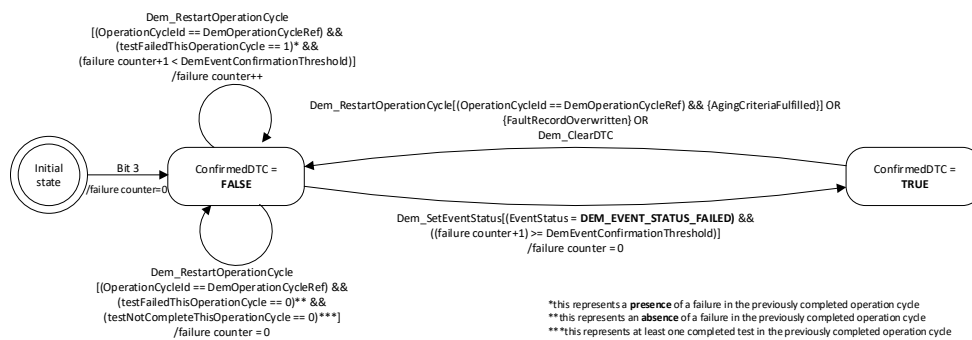 Dem_RestartOperationCycle
[(OperationCycleId == DemOperationCycleRef) &&
(testFailedThisOperationCycle == 1)* &&
(failure counter+1 < DemEventConfirmationThreshold)]
/failure counter++
Dem_RestartOperationCycle[(OperationCycleId == DemOperationCycleRef) && {AgingCriteriaFulfilled}] OR
{FaultRecordOverwritten} OR
Dem_ClearDTC
Initial
state
Bit 3
/failure counter=0
ConfirmedDTC =
FALSE
ConfirmedDTC =
TRUE
Dem_SetEventStatus[(EventStatus = DEM_EVENT_STATUS_FAILED) &&
((failure counter+1) >= DemEventConfirmationThreshold)]
/failure counter = 0
Dem_RestartOperationCycle
[(OperationCycleId == DemOperationCycleRef) &&
(testFailedThisOperationCycle == 0)** &&
(testNotCompleteThisOperationCycle == 0)***]
/failure counter = 0
*this represents a presence of a failure in the previously completed operation cycle
**this represents an absence of a failure in the previously completed operation cycle
***this represents at least one completed test in the previously completed operation cycle